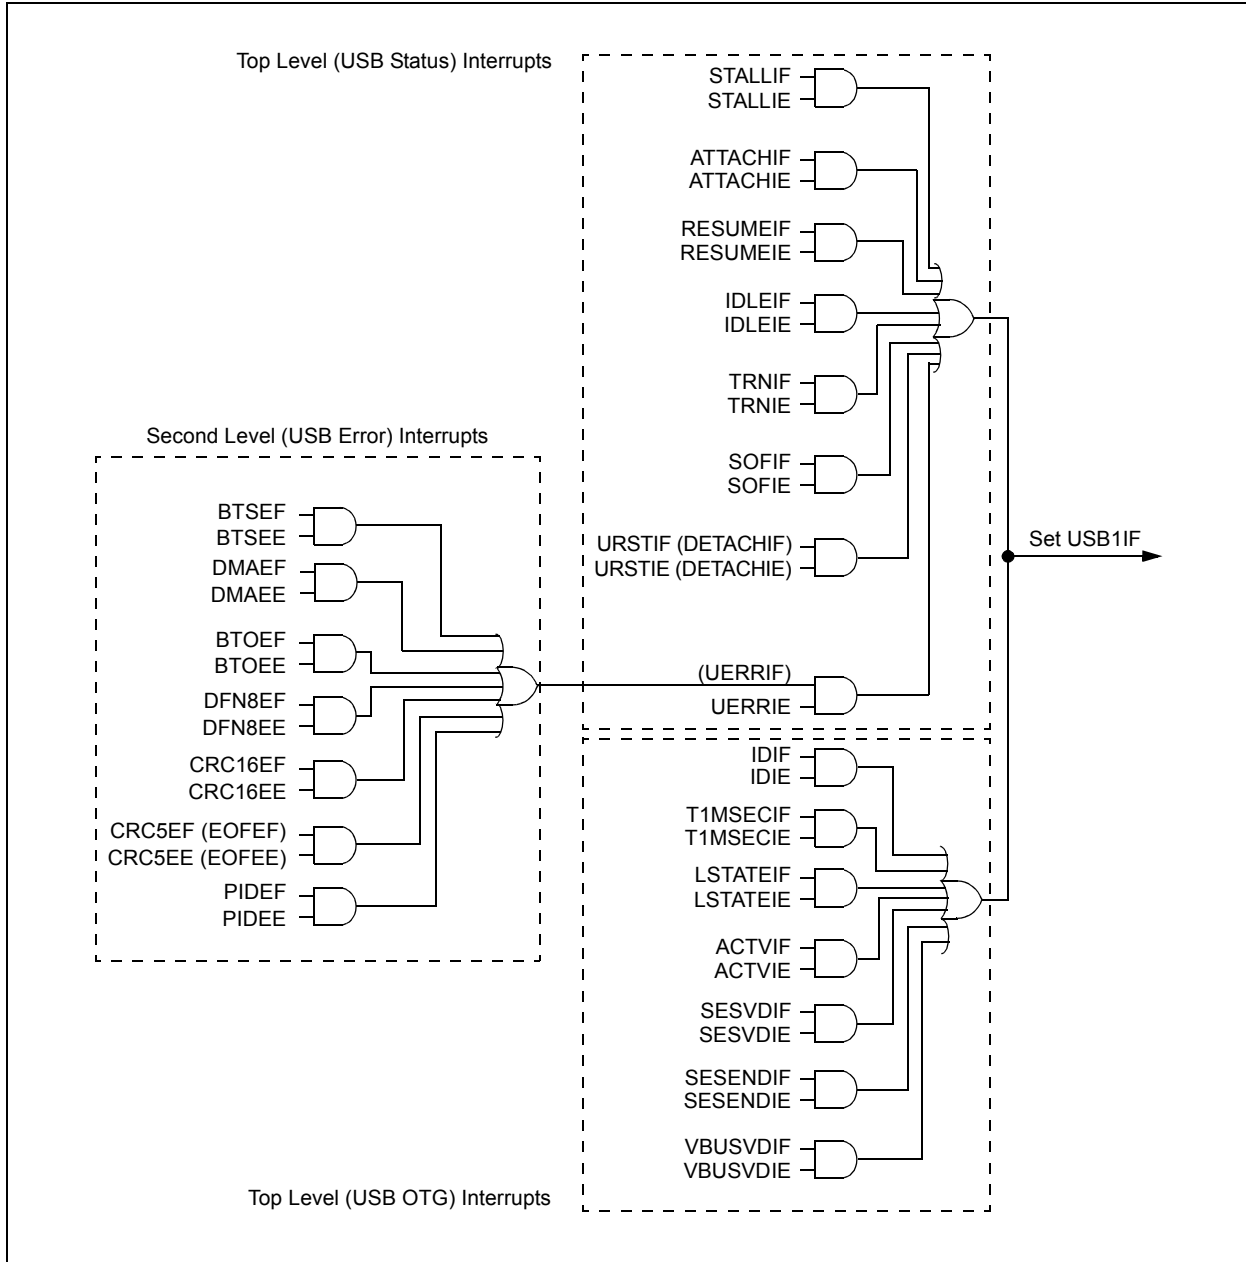 Top Level (USB Status) Interrupts
STALLIF
STALLIE
ATTACHIF
ATTACHIE
RESUMEIF
RESUMEIE
IDLEIF
IDLEIE
TRNIF
TRNIE
SOFIF
SOFIE
URSTIF (DETACHIF)
URSTIE (DETACHIE)
(UERRIF)
UERRIE
Second Level (USB Error) Interrupts
BTSEF
BTSEE
DMAEF
DMAEE
BTOEF
BTOEE
DFN8EF
DFN8EE
CRC16EF
CRC16EE
CRC5EF (EOFEF)
CRC5EE (EOFEE)
PIDEF
PIDEE
Set USB1IF
IDIF
IDIE
T1MSECIF
T1MSECIE
LSTATEIF
LSTATEIE
ACTVIF
ACTVIE
SESVDIF
SESVDIE
SESENDIF
SESENDIE
VBUSVDIF
VBUSVDIE
Top Level (USB OTG) Interrupts